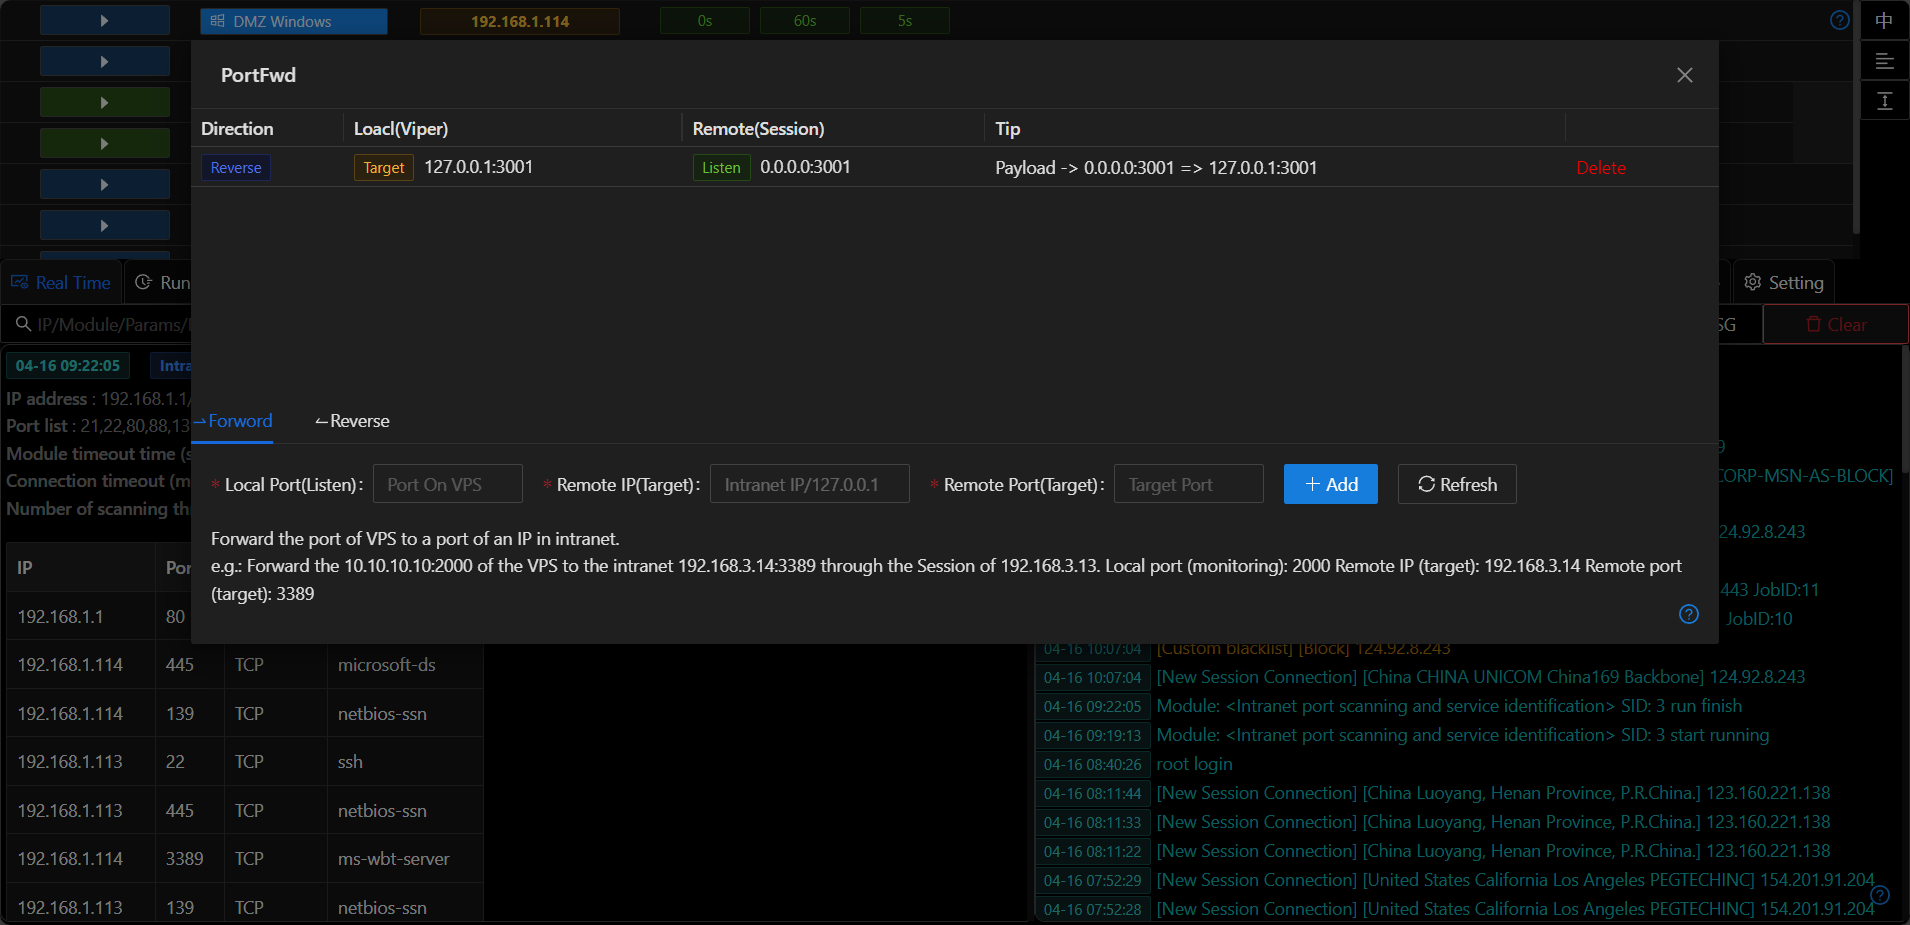 DMZ Windows 192.168.1.114 0s 60s 5s 中
PortFwd
Direction Loacl(Viper) Remote(Session) Tip
Reverse Target 127.0.0.1:3001 Listen 0.0.0.0:3001 Payload -> 0.0.0.0:3001 => 127.0.0.1:3001 Delete
Real Time Run Setting
IP/Module/Params/ SG Clear
04-16 09:22:05 Intra
IP address : 192.168.1.1/
Port list : 21,22,80,88,13
Forword Reverse
Module timeout time (s
Connection timeout (m CORP-MSN-AS-BLOCK]
* Local Port(Listen): Port On VPS * Remote IP(Target): Intranet IP/127.0.0.1 * Remote Port(Target): Target Port + Add Refresh
Number of scanning th
24.92.8.243
Forward the port of VPS to a port of an IP in intranet.
e.g.: Forward the 10.10.10.10:2000 of the VPS to the intranet 192.168.3.14:3389 through the Session of 192.168.3.13. Local port (monitoring): 2000 Remote IP (target): 192.168.3.14 Remote port
(target): 3389
443 JobID:11
JobID:10
IP Por
192.168.1.1 80
192.168.1.114 445 TCP microsoft-ds
192.168.1.114 139 TCP netbios-ssn
192.168.1.113 22 TCP ssh
192.168.1.113 445 TCP netbios-ssn
192.168.1.114 3389 TCP ms-wbt-server
192.168.1.113 139 TCP netbios-ssn
04-16 10:07:04 [Custom blacklist] [Block] 124.92.8.243
04-16 10:07:04 [New Session Connection] [China CHINA UNICOM China169 Backbone] 124.92.8.243
04-16 09:22:05 Module: <Intranet port scanning and service identification> SID: 3 run finish
04-16 09:19:13 Module: <Intranet port scanning and service identification> SID: 3 start running
04-16 08:40:26 root login
04-16 08:11:44 [New Session Connection] [China Luoyang, Henan Province, P.R.China.] 123.160.221.138
04-16 08:11:33 [New Session Connection] [China Luoyang, Henan Province, P.R.China.] 123.160.221.138
04-16 08:11:22 [New Session Connection] [China Luoyang, Henan Province, P.R.China.] 123.160.221.138
04-16 07:52:29 [New Session Connection] [United States California Los Angeles PEGTECHINC] 154.201.91.204
04-16 07:52:28 [New Session Connection] [United States California Los Angeles PEGTECHINC] 154.201.91.204